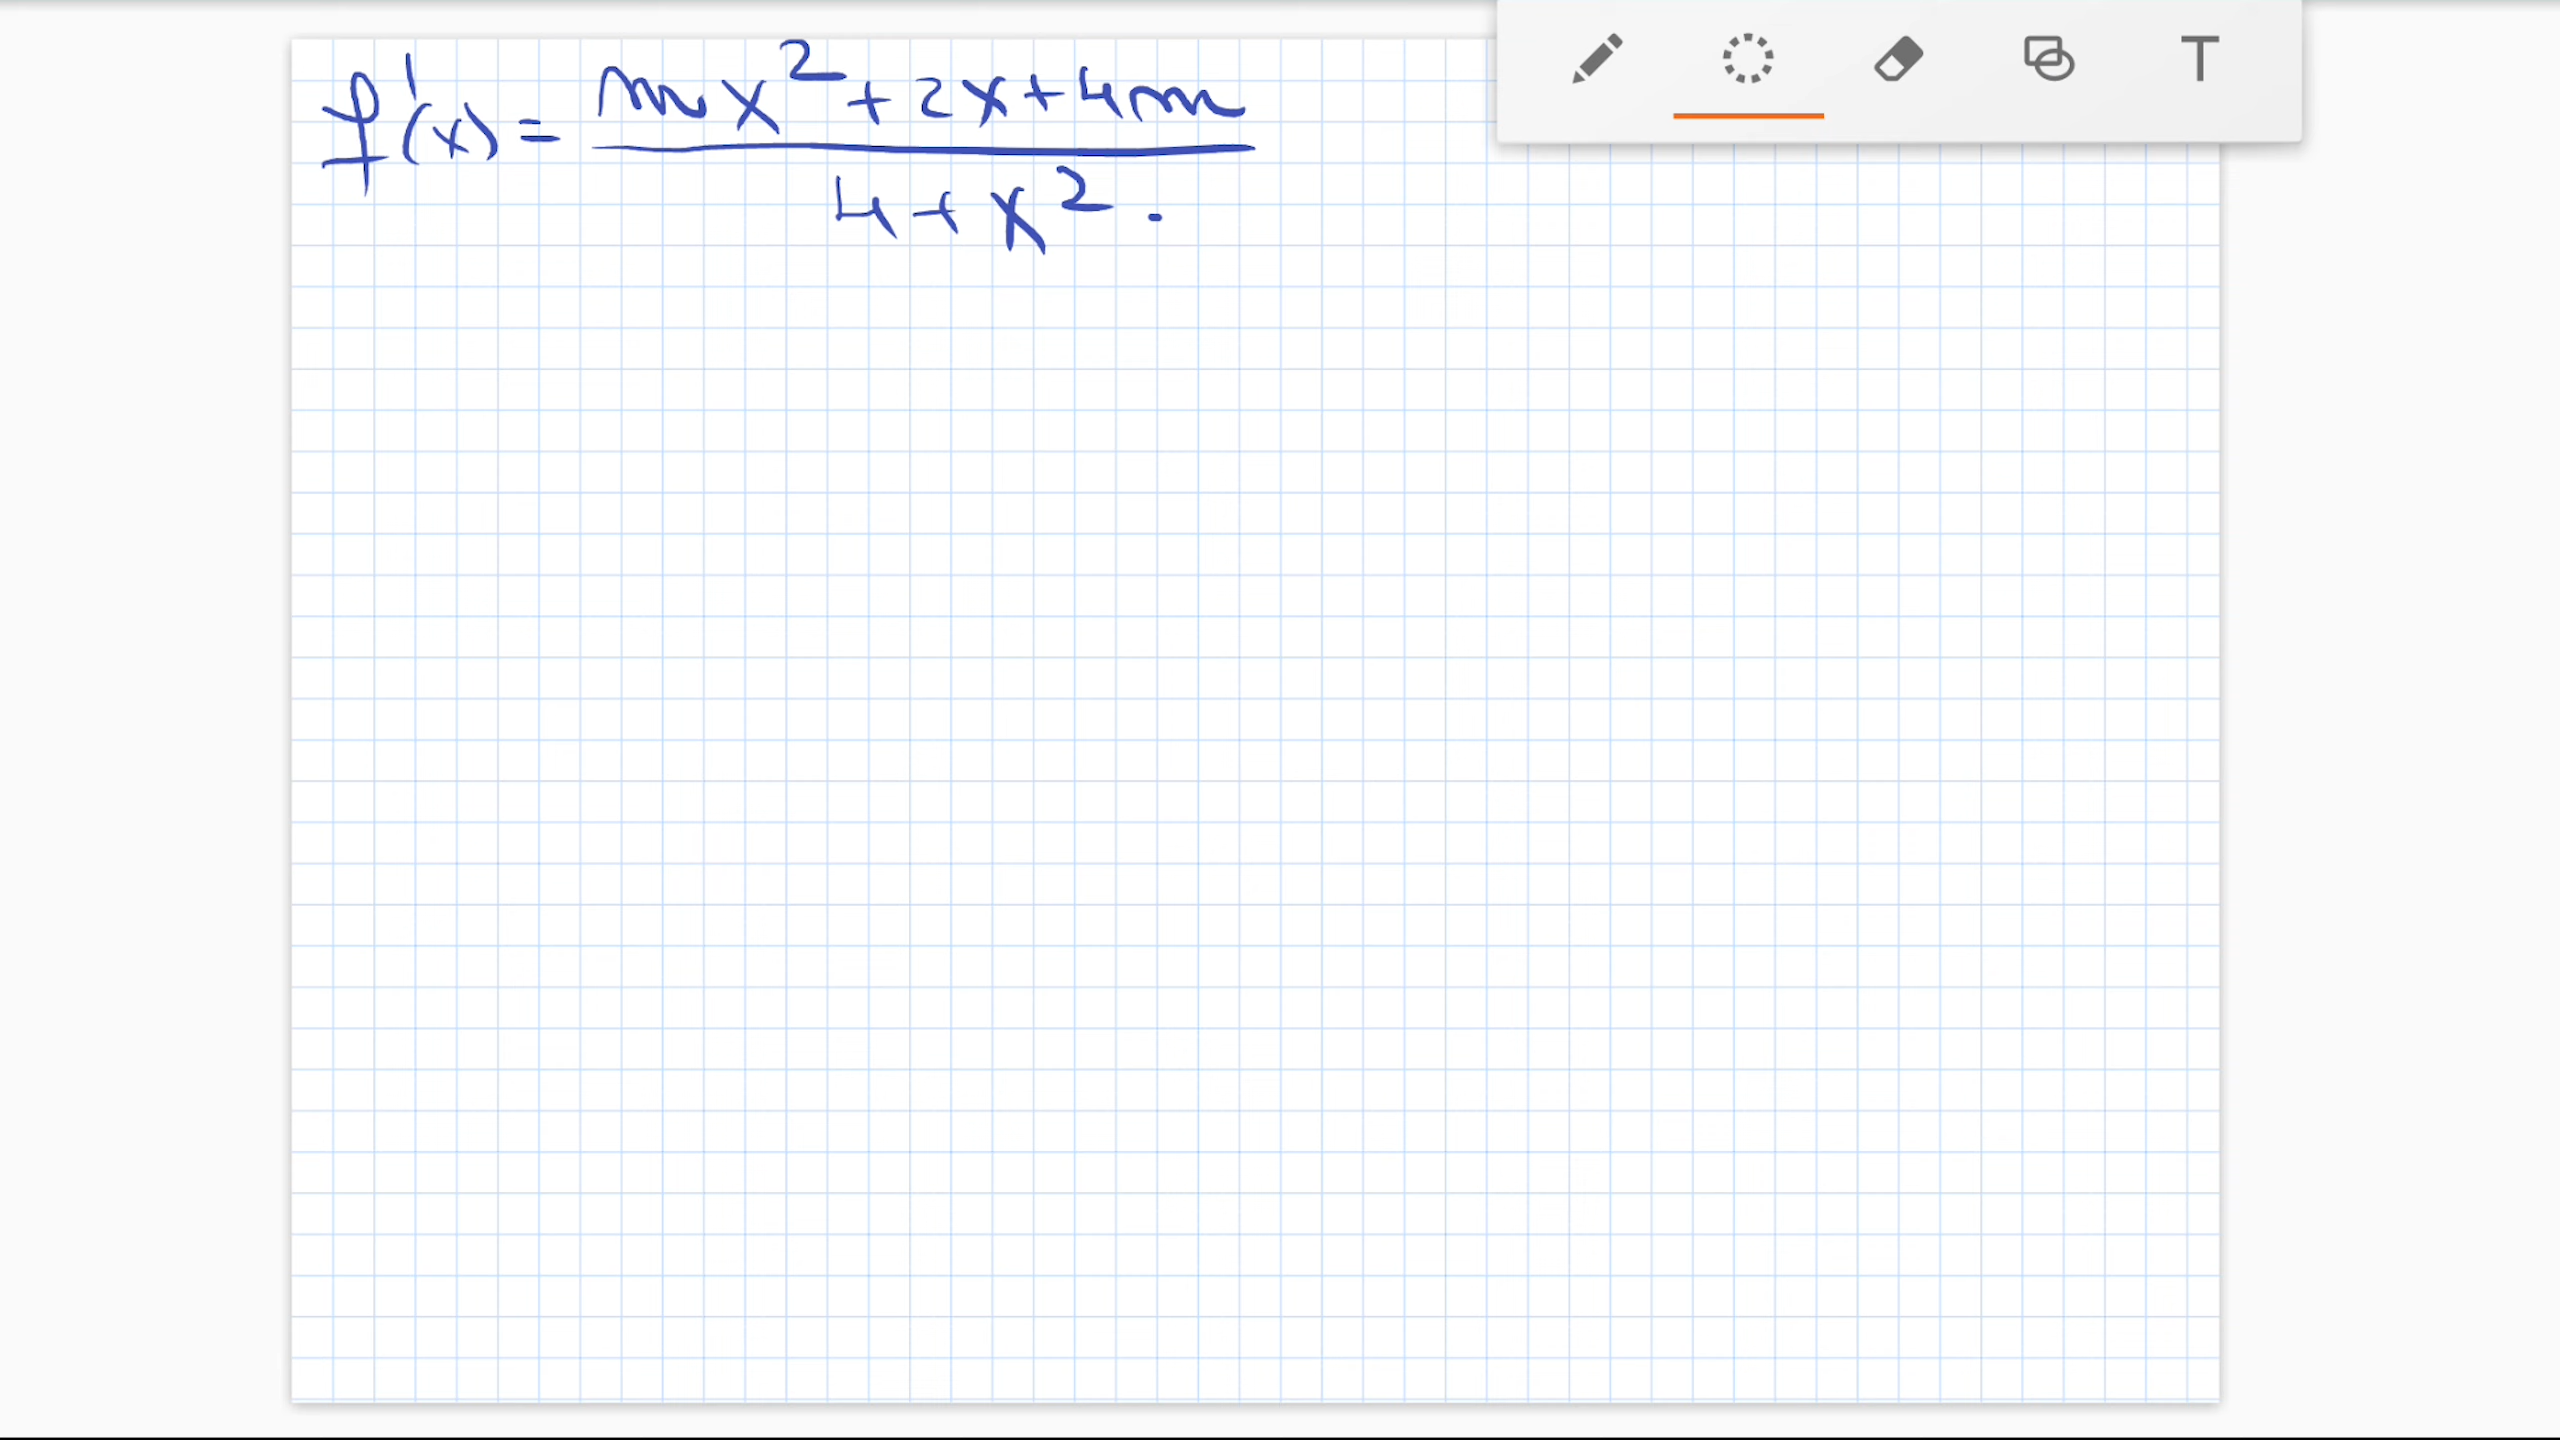 f'(x) = (mx² + 2x + 4m) / (4 + x²) .
T